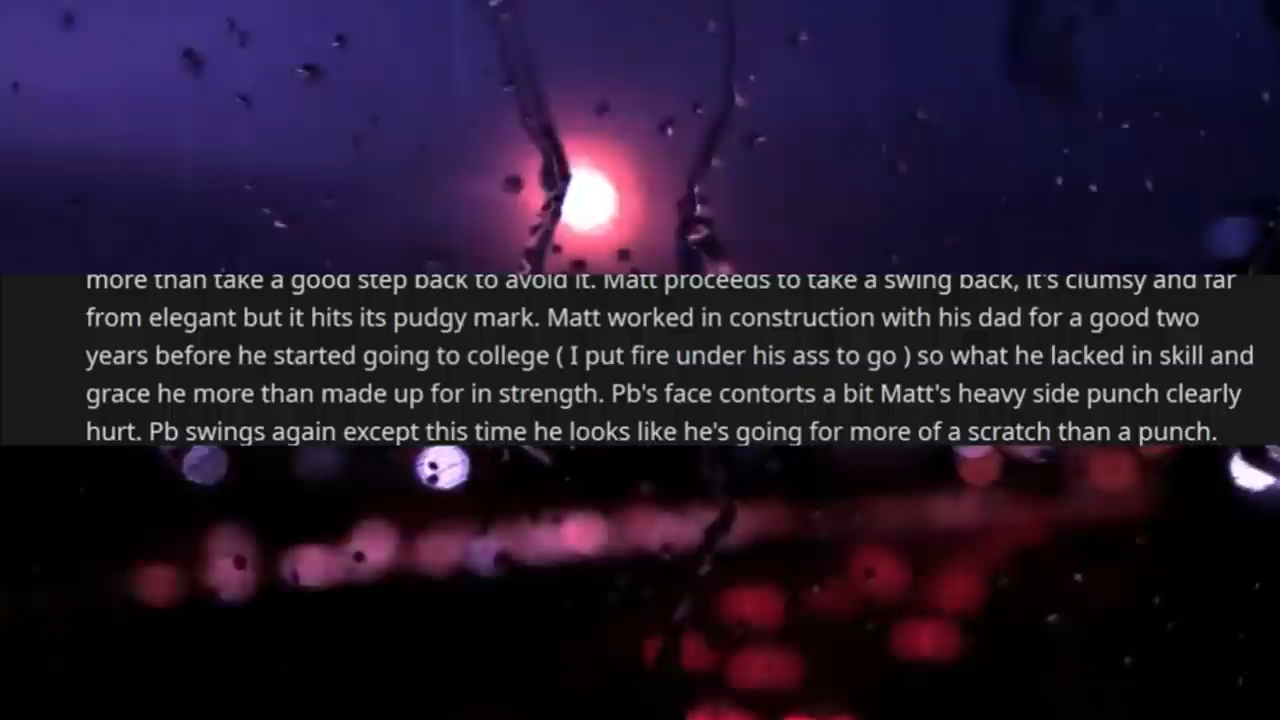 more than take a good step back to avoid it. Matt proceeds to take a swing back, it's clumsy and far
from elegant but it hits its pudgy mark. Matt worked in construction with his dad for a good two
years before he started going to college ( I put fire under his ass to go ) so what he lacked in skill and
grace he more than made up for in strength. Pb's face contorts a bit Matt's heavy side punch clearly
hurt. Pb swings again except this time he looks like he's going for more of a scratch than a punch.